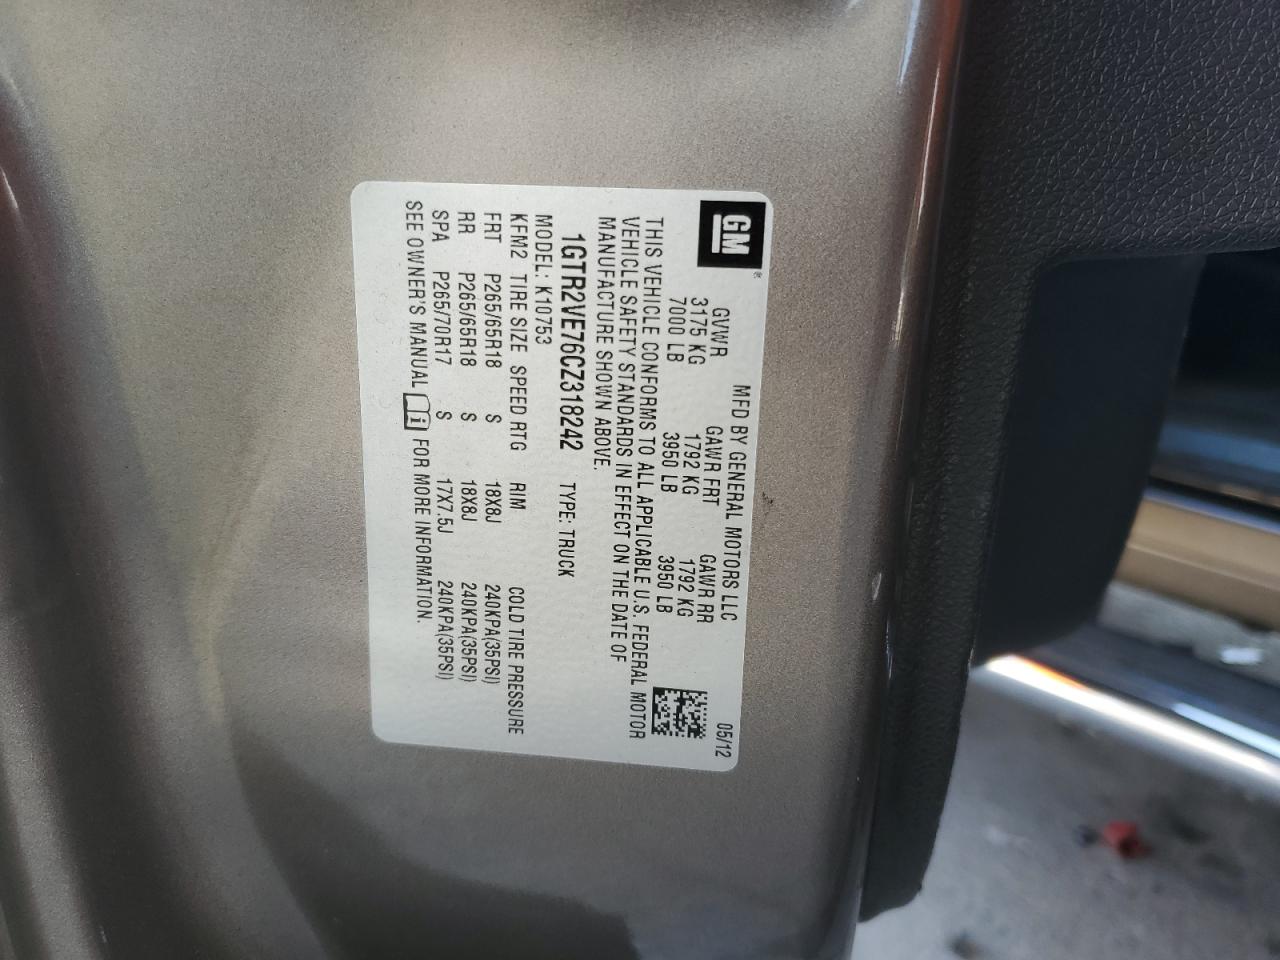 GM ®
MFD BY GENERAL MOTORS LLC 05/12
GVWR GAWR FRT GAWR RR
3175 KG 1792 KG 1792 KG
7000 LB 3950 LB 3950 LB
THIS VEHICLE CONFORMS TO ALL APPLICABLE U.S. FEDERAL MOTOR
VEHICLE SAFETY STANDARDS IN EFFECT ON THE DATE OF
MANUFACTURE SHOWN ABOVE.
1GTR2VE76CZ318242 TYPE: TRUCK
MODEL: K10753
KFM2 TIRE SIZE SPEED RTG RIM COLD TIRE PRESSURE
FRT P265/65R18 S 18X8J 240KPA(35PSI)
RR P265/65R18 S 18X8J 240KPA(35PSI)
SPA P265/70R17 S 17X7.5J 240KPA(35PSI)
SEE OWNER'S MANUAL i FOR MORE INFORMATION.